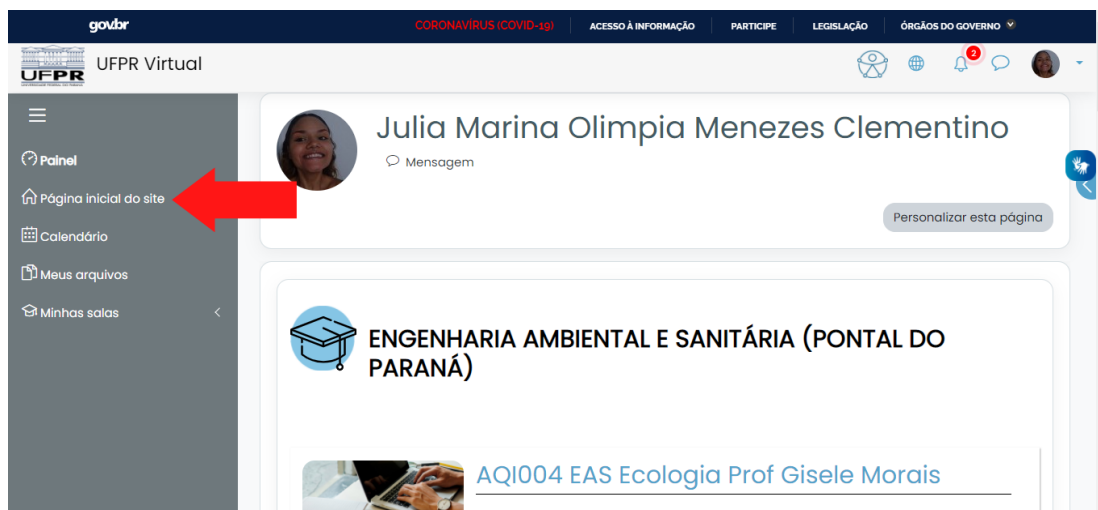 govbr
CORONAVÍRUS (COVID-19) ACESSO À INFORMAÇÃO PARTICIPE LEGISLAÇÃO ÓRGÃOS DO GOVERNO
UFPR UFPR Virtual
2
Julia Marina Olimpia Menezes Clementino
Mensagem
Painel
Página inicial do site
Personalizar esta página
Calendário
Meus arquivos
Minhas salas
ENGENHARIA AMBIENTAL E SANITÁRIA (PONTAL DO
PARANÁ)
AQI004 EAS Ecologia Prof Gisele Morais